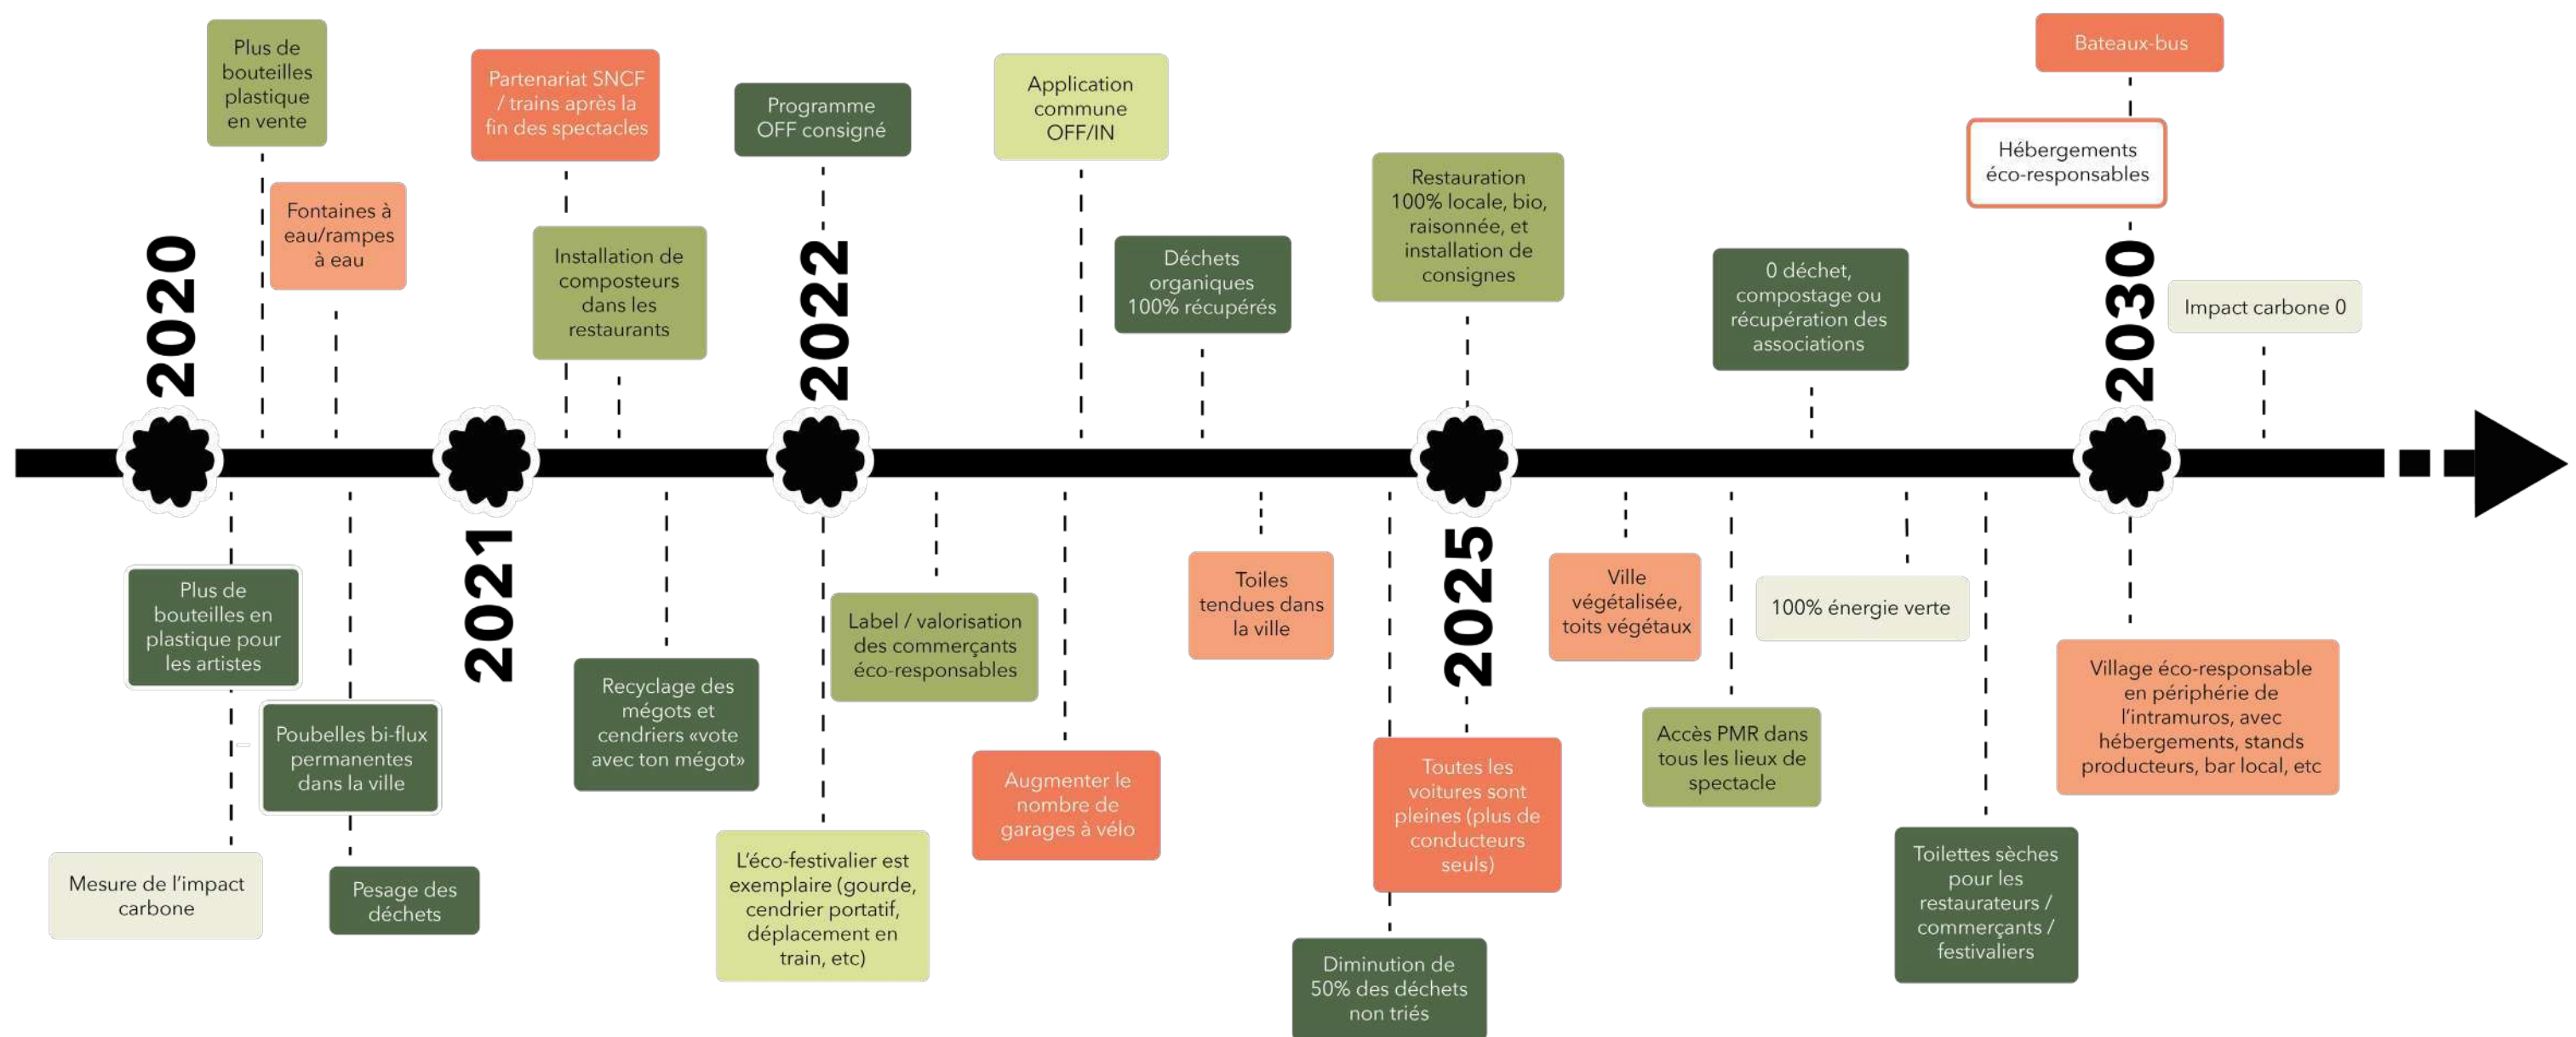 Plus de
bouteilles
plastique
en vente
Fontaines à
eau/rampes
à eau
Partenariat SNCF
/ trains après la
fin des spectacles
Installation de
composteurs
dans les
restaurants
Programme
OFF consigné
Application
commune
OFF/IN
Déchets
organiques
100% récupérés
Restauration
100% locale, bio,
raisonnée, et
installation de
consignes
0 déchet,
compostage ou
récupération des
associations
Bateaux-bus
Hébergements
éco-responsables
Impact carbone 0
2020
2021
2022
2025
2030
Plus de
bouteilles en
plastique pour
les artistes
Mesure de l'impact
carbone
Poubelles bi-flux
permanentes
dans la ville
Pesage des
déchets
Recyclage des
mégots et
cendriers «vote
avec ton mégot»
L'éco-festivalier est
exemplaire (gourde,
cendrier portatif,
déplacement en
train, etc)
Label / valorisation
des commerçants
éco-responsables
Augmenter le
nombre de
garages à vélo
Toiles
tendues dans
la ville
Toutes les
voitures sont
pleines (plus de
conducteurs
seuls)
Diminution de
50% des déchets
non triés
Ville
végétalisée,
toits végétaux
Accès PMR dans
tous les lieux de
spectacle
100% énergie verte
Toilettes sèches
pour les
restaurateurs /
commerçants /
festivaliers
Village éco-responsable
en périphérie de
l'intramuros, avec
hébergements, stands
producteurs, bar local, etc